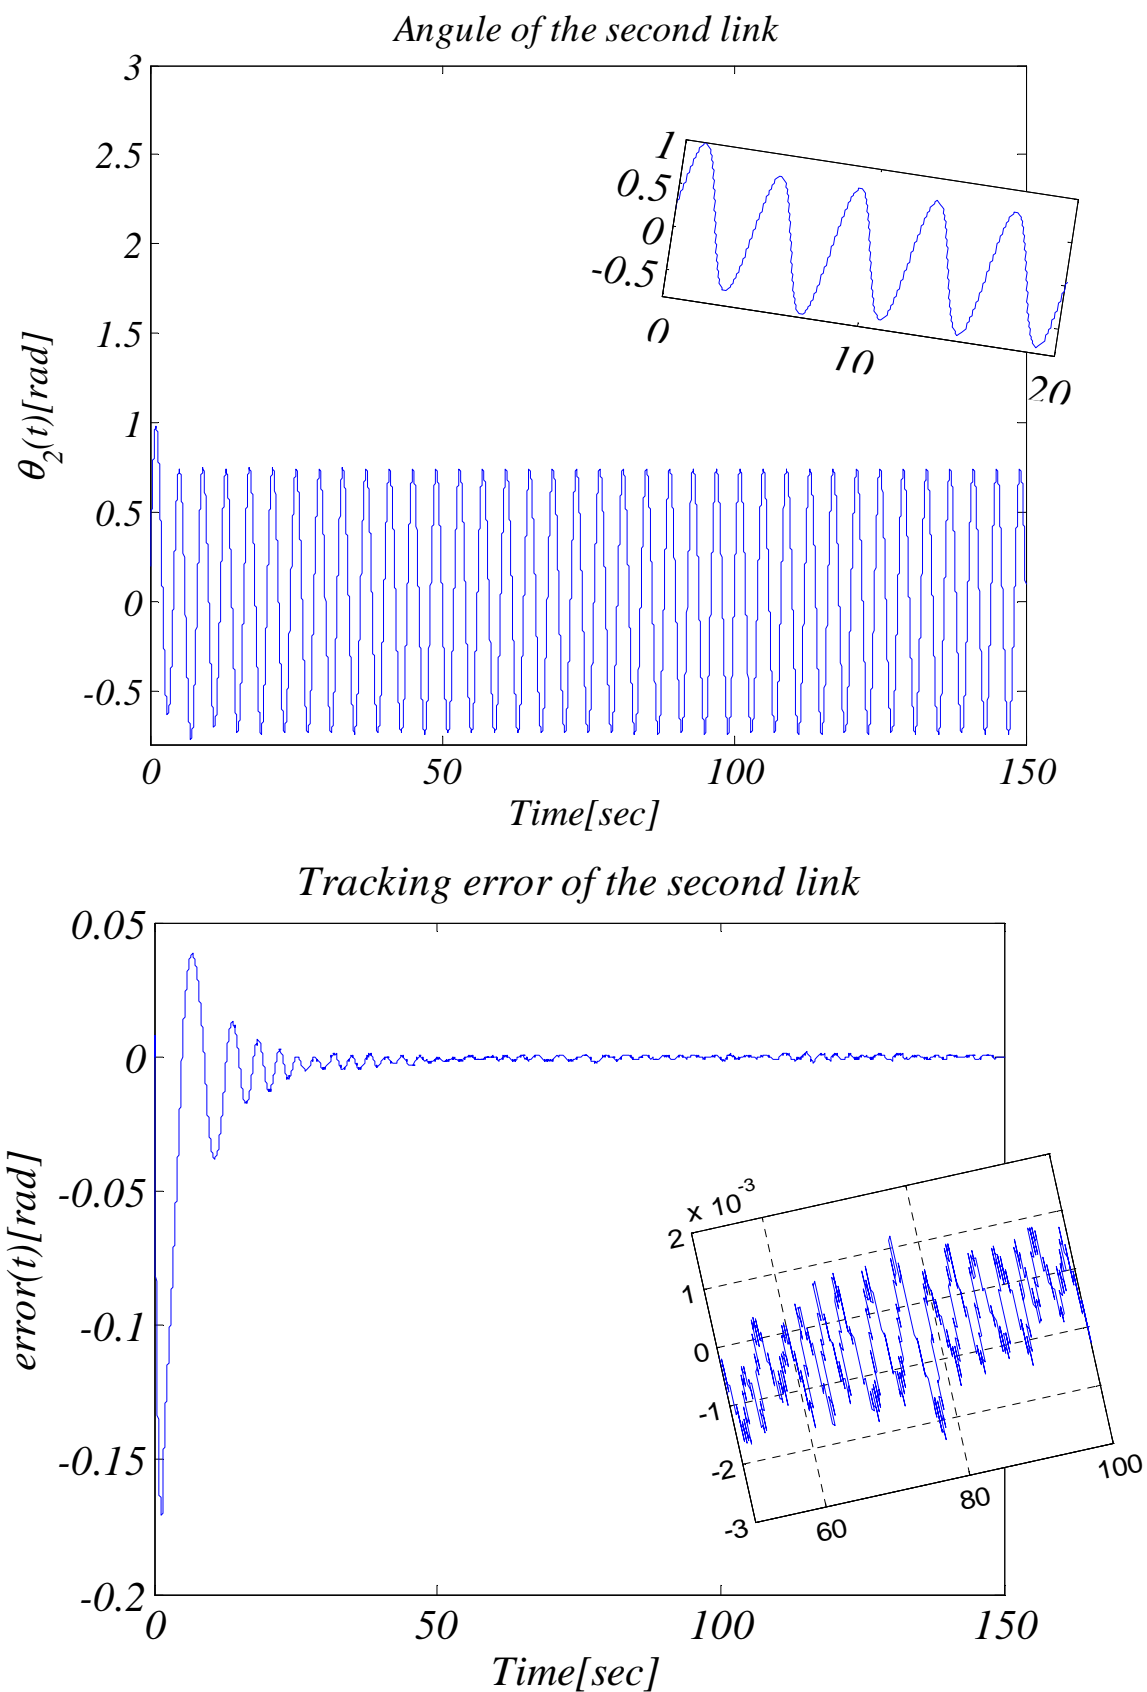 Angule of the second link
3
2.5
2
1.5
1
0.5
0
-0.5
θ2(t)[rad]
0 50 100 150
Time[sec]
1
0.5
0
-0.5
0 10 20
Tracking error of the second link
0.05
0
-0.05
-0.1
-0.15
-0.2
error(t)[rad]
0 50 100 150
Time[sec]
x 10-3
2
1
0
-1
-2
-3
60 80 100